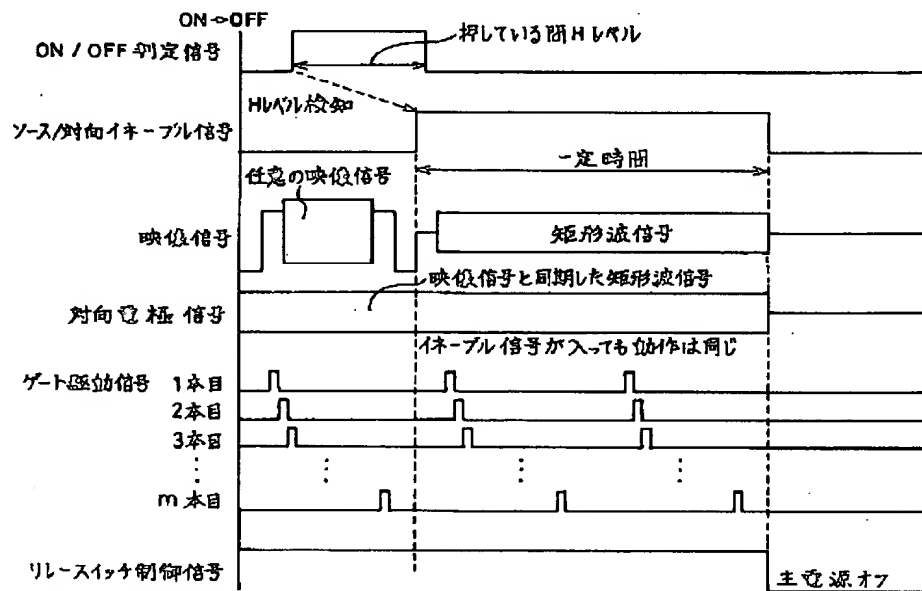 ON⇨OFF
ON / OFF 判定信号
押している間Hレベル
Hレベル検知
ソース/対向イネーブル信号
一定時間
任意の映像信号
映像信号
矩形波信号
映像信号と同期した矩形波信号
対向電極信号
イネーブル信号が入っても動作は同じ
ゲート駆動信号 1本目
2本目
3本目
m本目
リレースイッチ制御信号
主電源オフ